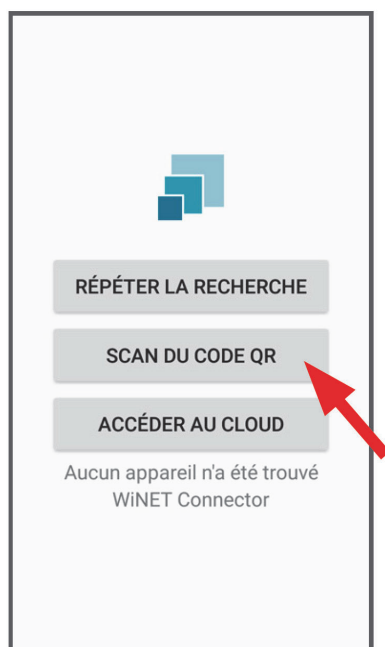 RÉPÉTER LA RECHERCHE
SCAN DU CODE QR
ACCÉDER AU CLOUD
Aucun appareil n'a été trouvé
WiNET Connector